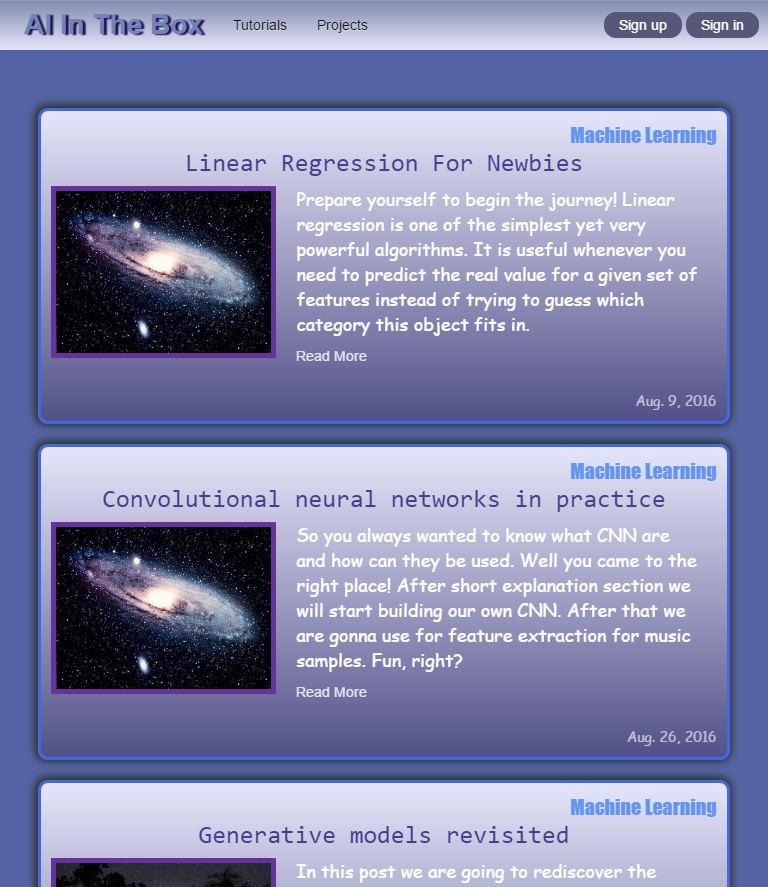 AI In The Box Tutorials Projects Sign up Sign in
Machine Learning
Linear Regression For Newbies
Prepare yourself to begin the journey! Linear
regression is one of the simplest yet very
powerful algorithms. It is useful whenever you
need to predict the real value for a given set of
features instead of trying to guess which
category this object fits in.
Read More
Aug. 9, 2016
Machine Learning
Convolutional neural networks in practice
So you always wanted to know what CNN are
and how can they be used. Well you came to the
right place! After short explanation section we
will start building our own CNN. After that we
are gonna use for feature extraction for music
samples. Fun, right?
Read More
Aug. 26, 2016
Machine Learning
Generative models revisited
In this post we are going to rediscover the